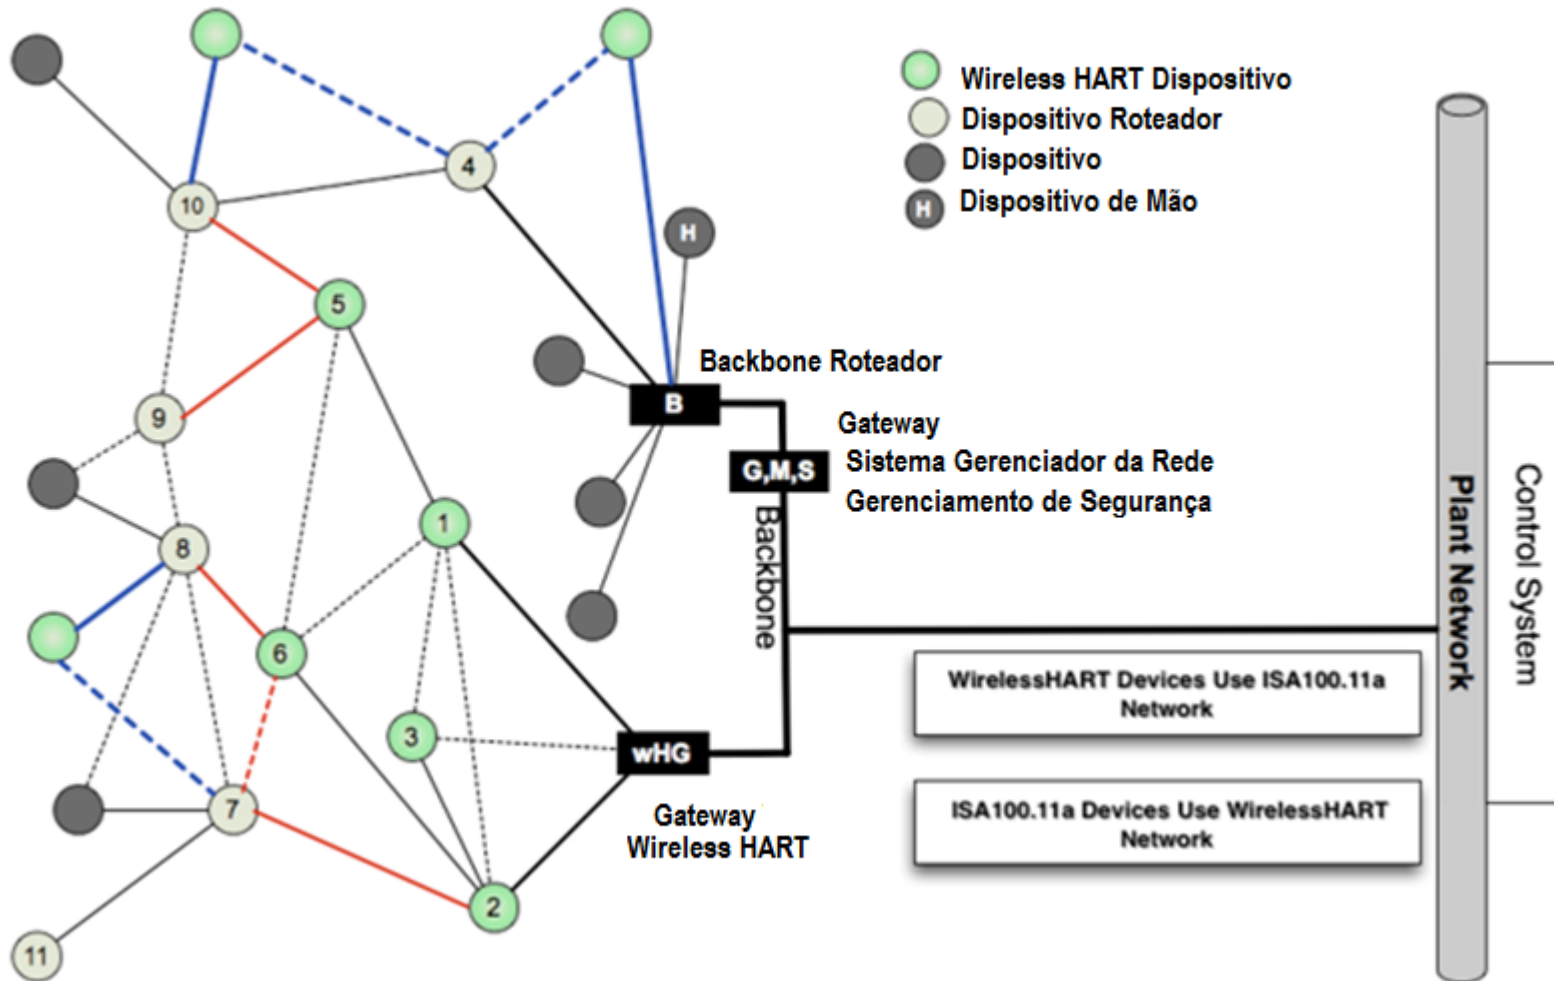 Wireless HART Dispositivo
Dispositivo Roteador
Dispositivo
H Dispositivo de Mão
4
10
H
5
Backbone Roteador
B
9
Gateway
G,M,S
Sistema Gerenciador da Rede
Gerenciamento de Segurança
Backbone
1
8
6
3
wHG
Gateway
Wireless HART
7
2
11
WirelessHART Devices Use ISA100.11a
Network
ISA100.11a Devices Use WirelessHART
Network
Plant Network
Control System